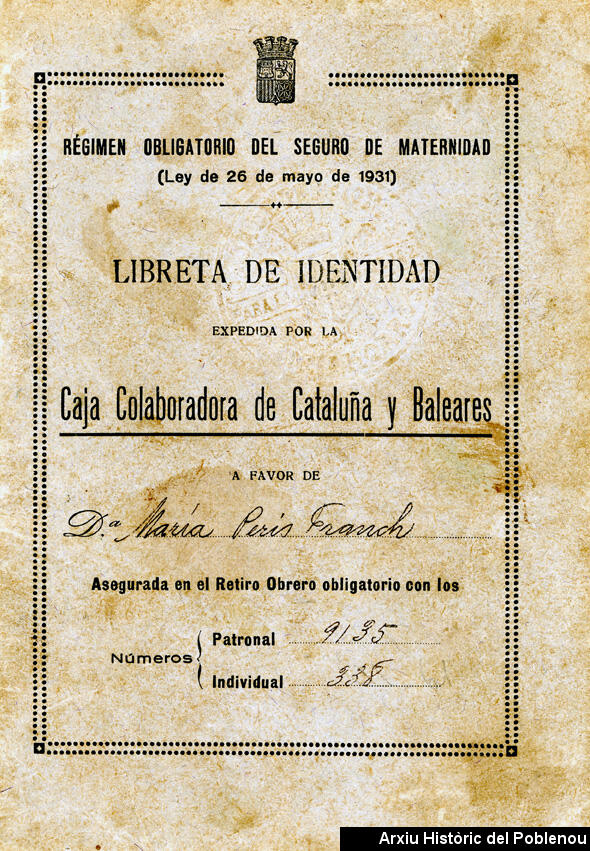 RÉGIMEN OBLIGATORIO DEL SEGURO DE MATERNIDAD
(Ley de 26 de mayo de 1931)
LIBRETA DE IDENTIDAD
EXPEDIDA POR LA
Caja Colaboradora de Cataluña y Baleares
A FAVOR DE
D.ª María Peris Franch
Asegurada en el Retiro Obrero obligatorio con los
Números
Patronal 9135
Individual 338
Arxiu Històric del Poblenou